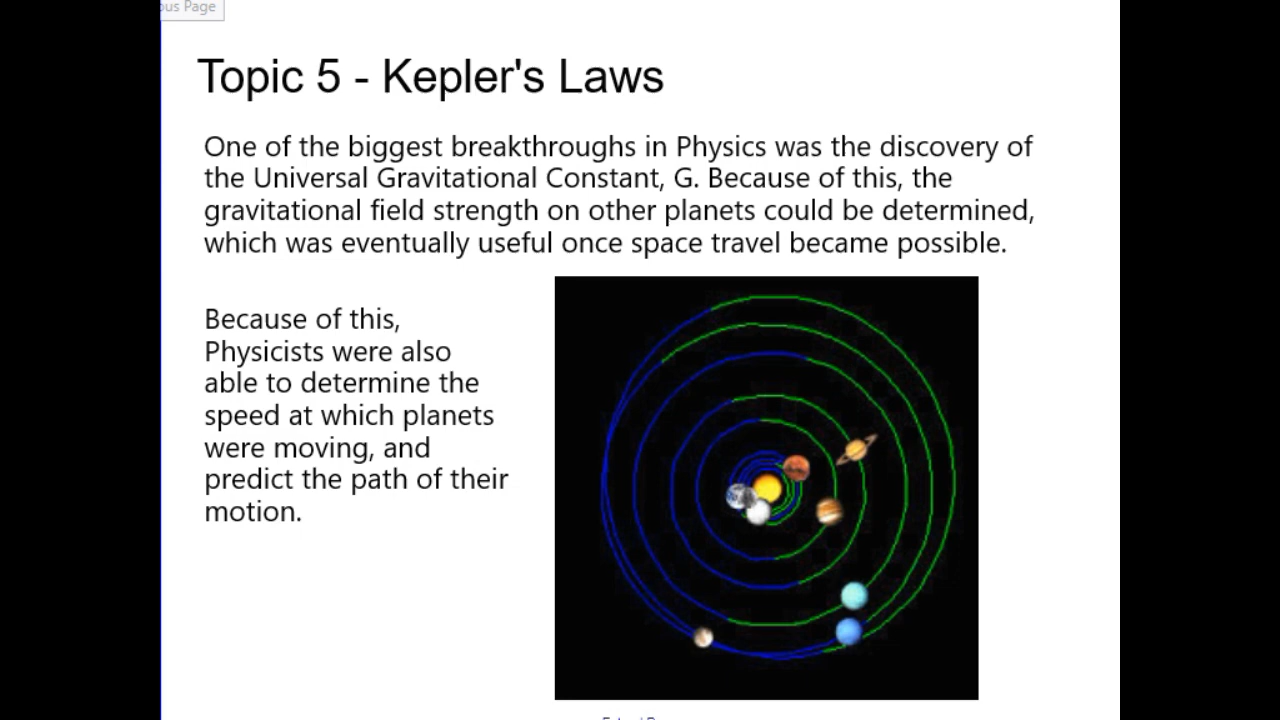 ous Page
Topic 5 - Kepler's Laws
One of the biggest breakthroughs in Physics was the discovery of
the Universal Gravitational Constant, G. Because of this, the
gravitational field strength on other planets could be determined,
which was eventually useful once space travel became possible.
Because of this,
Physicists were also
able to determine the
speed at which planets
were moving, and
predict the path of their
motion.